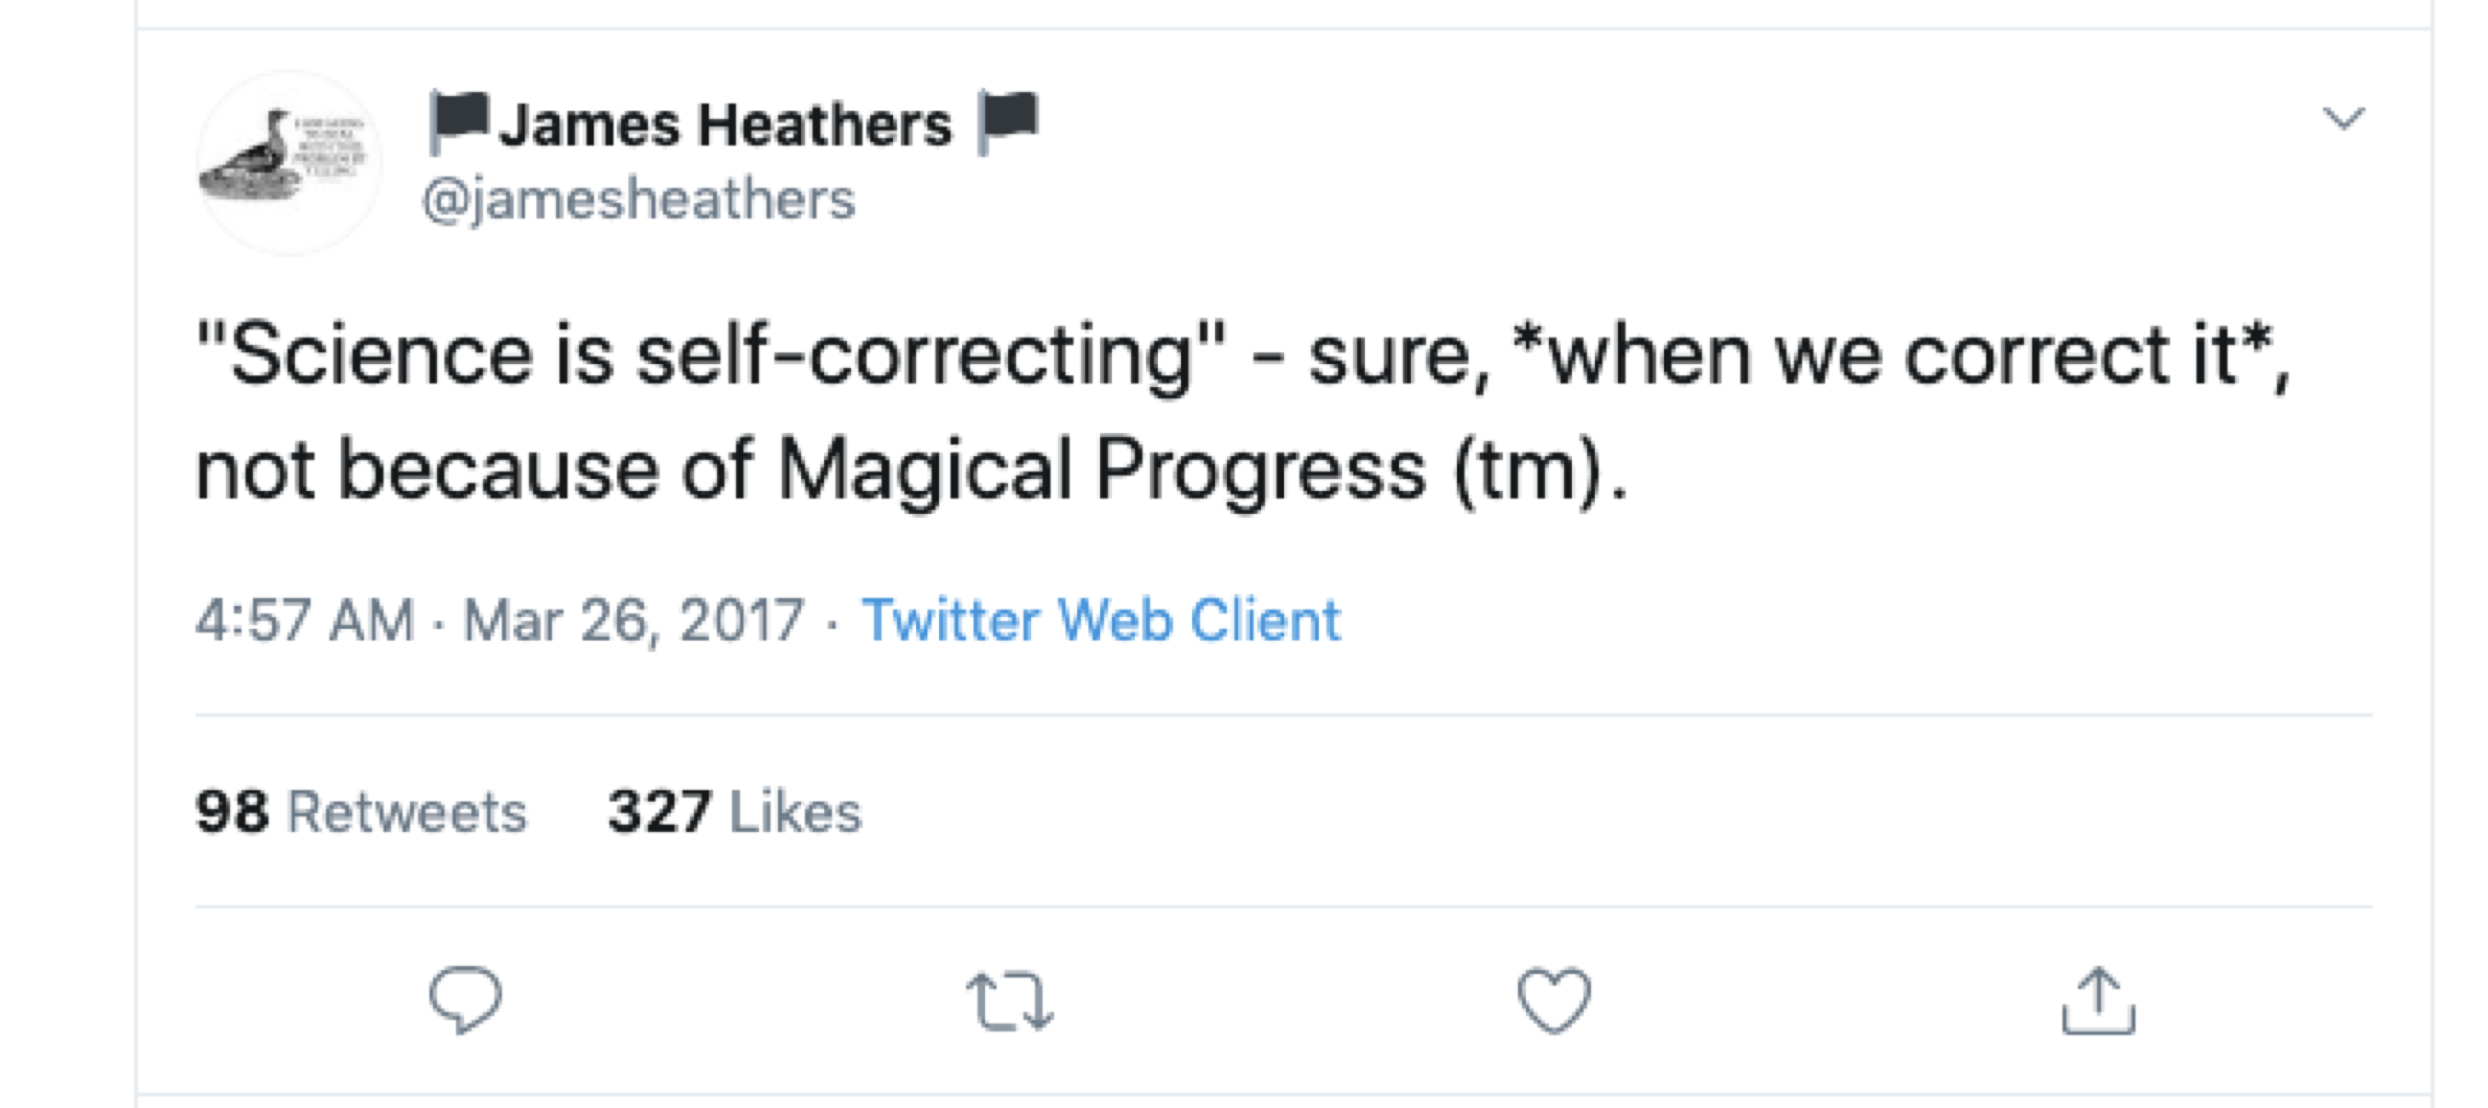 🏴James Heathers 🏴
@jamesheathers
"Science is self-correcting" - sure, *when we correct it*,
not because of Magical Progress (tm).
4:57 AM · Mar 26, 2017 · Twitter Web Client
98 Retweets 327 Likes